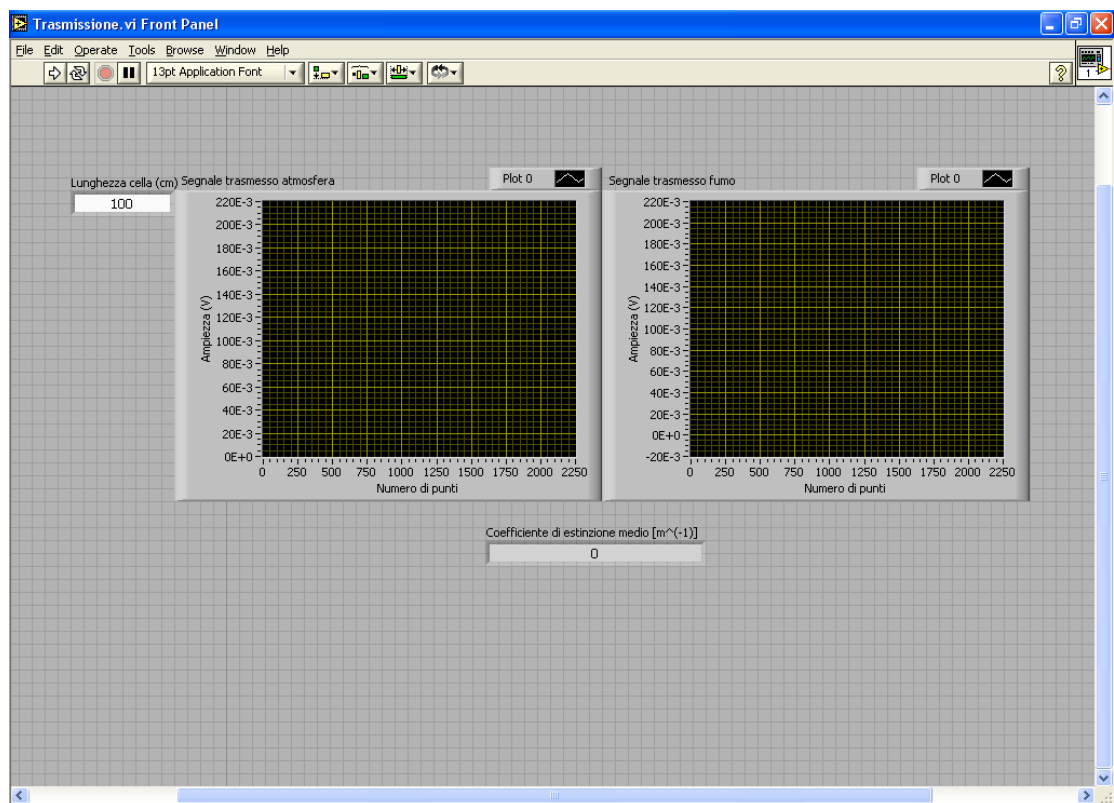 Trasmissione.vi Front Panel
File Edit Operate Tools Browse Window Help
13pt Application Font
?
1
Lunghezza cella (cm)
100
Segnale trasmesso atmosfera
Plot 0
220E-3
200E-3
180E-3
160E-3
140E-3
120E-3
100E-3
80E-3
60E-3
40E-3
20E-3
0E+0
Ampiezza (V)
0 250 500 750 1000 1250 1500 1750 2000 2250
Numero di punti
Segnale trasmesso fumo
Plot 0
220E-3
200E-3
180E-3
160E-3
140E-3
120E-3
100E-3
80E-3
60E-3
40E-3
20E-3
0E+0
-20E-3
Ampiezza (V)
0 250 500 750 1000 1250 1500 1750 2000 2250
Numero di punti
Coefficiente di estinzione medio [m^(-1)]
0